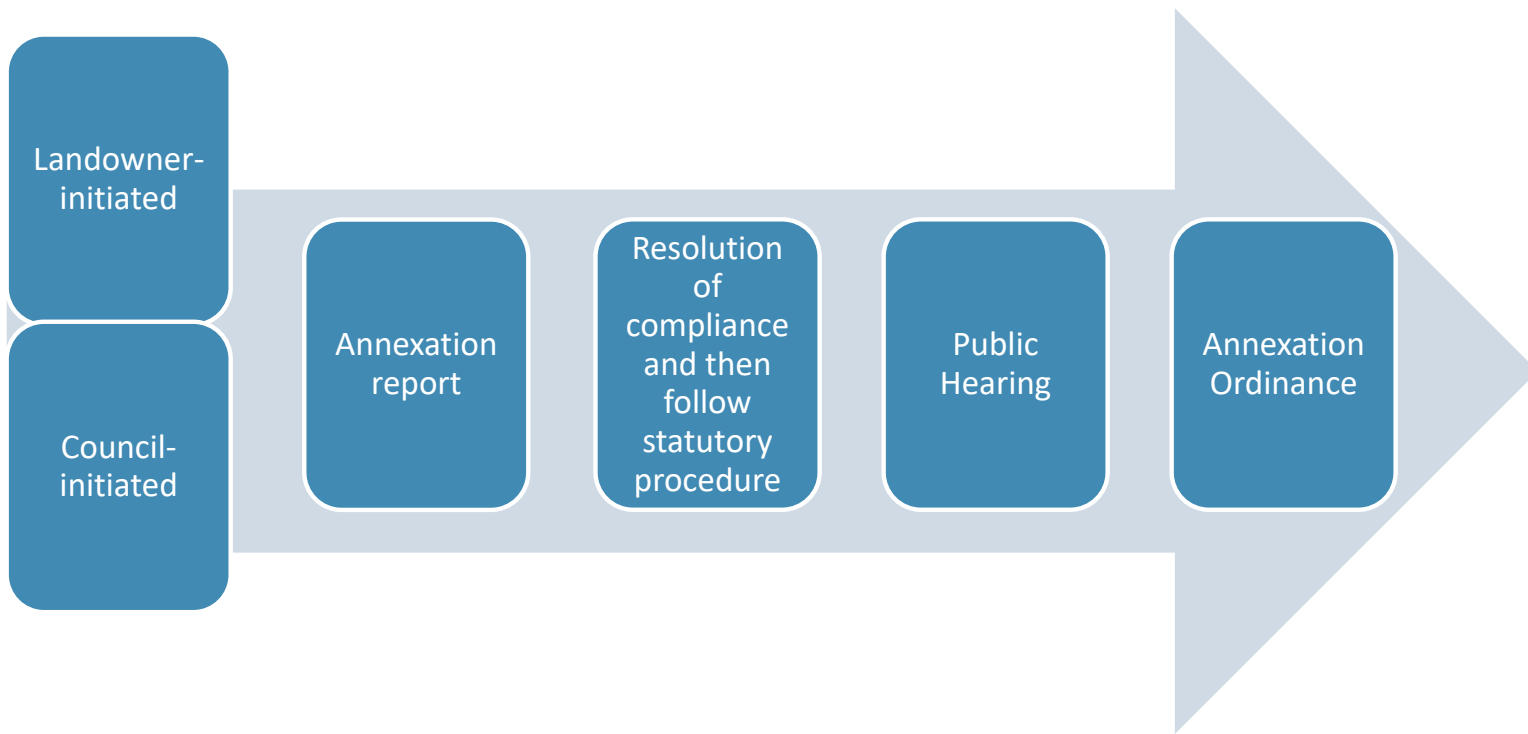 Landowner-
initiated
Council-
initiated
Annexation
report
Resolution
of
compliance
and then
follow
statutory
procedure
Public
Hearing
Annexation
Ordinance